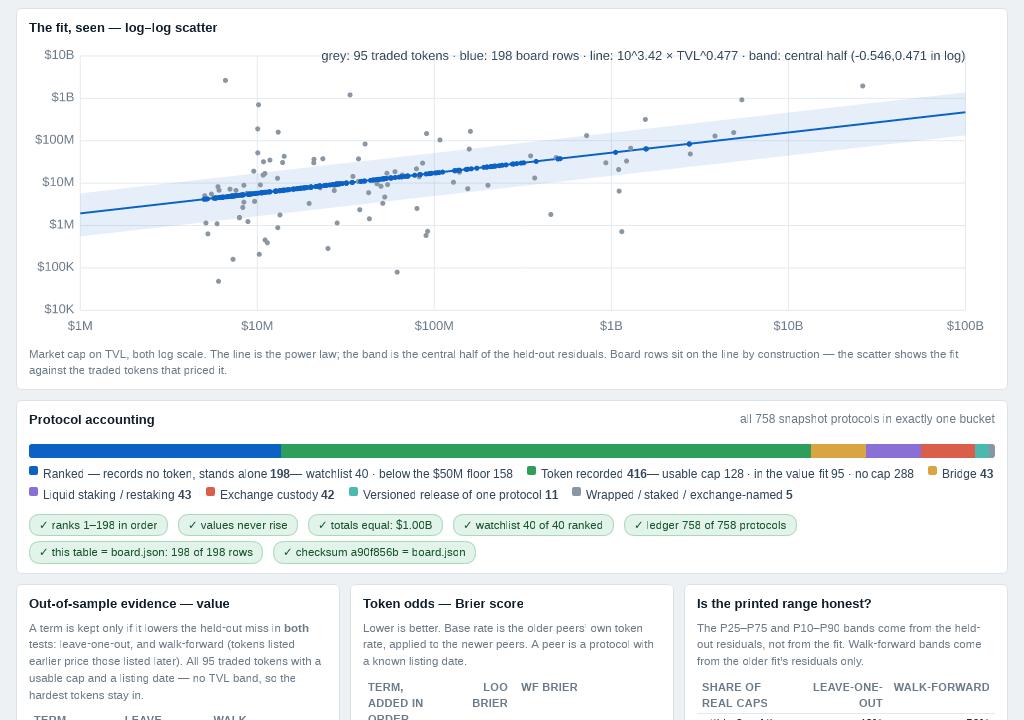 The fit, seen — log–log scatter
grey: 95 traded tokens · blue: 198 board rows · line: 10^3.42 × TVL^0.477 · band: central half (-0.546,0.471 in log)
$10B
$1B
$100M
$10M
$1M
$100K
$10K
$1M
$10M
$100M
$1B
$10B
$100B
Market cap on TVL, both log scale. The line is the power law; the band is the central half of the held-out residuals. Board rows sit on the line by construction — the scatter shows the fit
against the traded tokens that priced it.
Protocol accounting
all 758 snapshot protocols in exactly one bucket
Ranked — records no token, stands alone 198— watchlist 40 · below the $50M floor 158
Token recorded 416— usable cap 128 · in the value fit 95 · no cap 288
Bridge 43
Liquid staking / restaking 43
Exchange custody 42
Versioned release of one protocol 11
Wrapped / staked / exchange-named 5
✓ ranks 1–198 in order
✓ values never rise
✓ totals equal: $1.00B
✓ watchlist 40 of 40 ranked
✓ ledger 758 of 758 protocols
✓ this table = board.json: 198 of 198 rows
✓ checksum a90f856b = board.json
Out-of-sample evidence — value
A term is kept only if it lowers the held-out miss in both
tests: leave-one-out, and walk-forward (tokens listed
earlier price those listed later). All 95 traded tokens with a
usable cap and a listing date — no TVL band, so the
hardest tokens stay in.
TERM
LEAVE
WALK
Token odds — Brier score
Lower is better. Base rate is the older peers' own token
rate, applied to the newer peers. A peer is a protocol with
a known listing date.
TERM,
ADDED IN
ORDER
LOO
BRIER
WF BRIER
Is the printed range honest?
The P25–P75 and P10–P90 bands come from the held-
out residuals, not from the fit. Walk-forward bands come
from the older fit's residuals only.
SHARE OF
REAL CAPS
LEAVE-ONE-
OUT
WALK-FORWARD